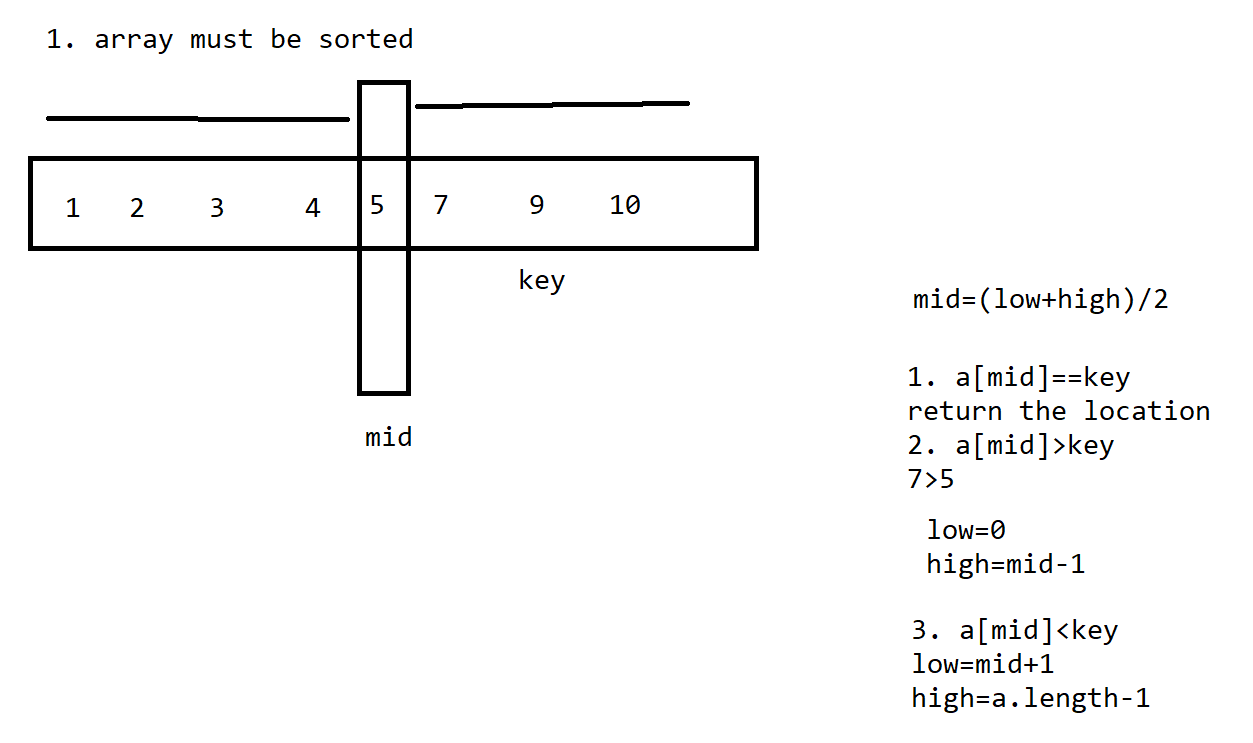 1. array must be sorted
1 2 3 4 5 7 9 10
key
mid
mid=(low+high)/2
1. a[mid]==key
return the location
2. a[mid]>key
7>5
low=0
high=mid-1
3. a[mid]<key
low=mid+1
high=a.length-1